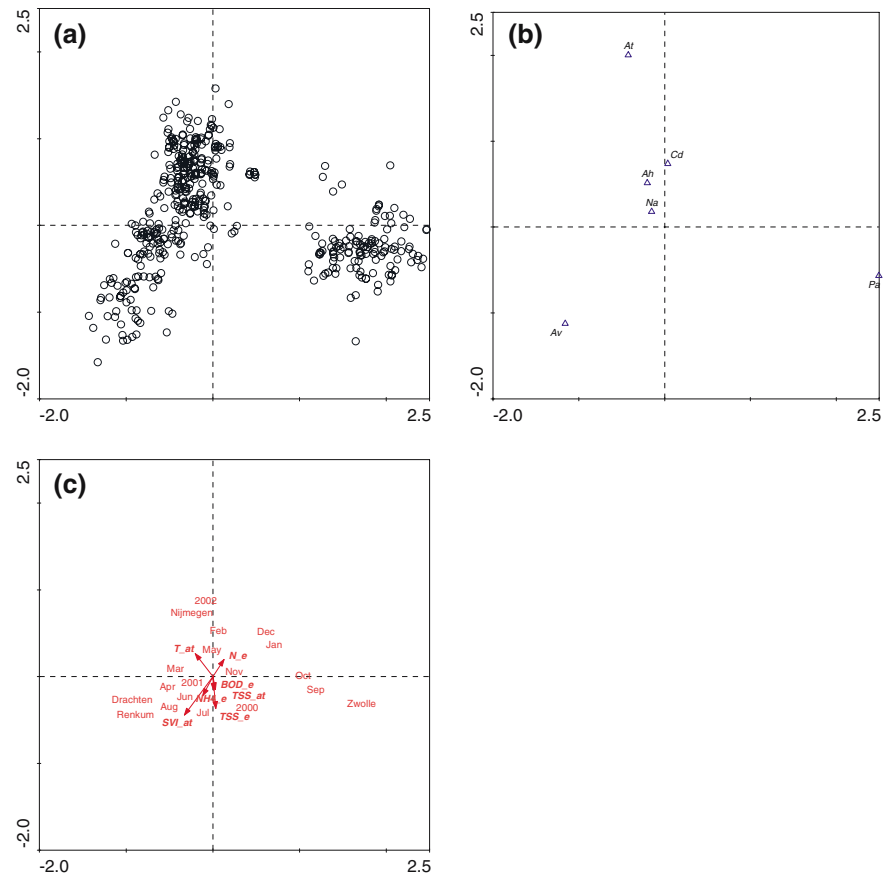 (a)
2.5
-2.0
-2.0
2.5
(b)
2.5
-2.0
At
Cd
Ah
Na
Pa
Av
-2.0
2.5
(c)
2.5
-2.0
2002
Nijmegen
Feb
Dec
T_at
May
N_e
Jan
Mar
Nov
Oct
Apr
2001
BOD_e
Sep
Drachten
Jun
NH4_e
TSS_at
Zwolle
Renkum
Aug
Jul
2000
SVI_at
TSS_e
-2.0
2.5